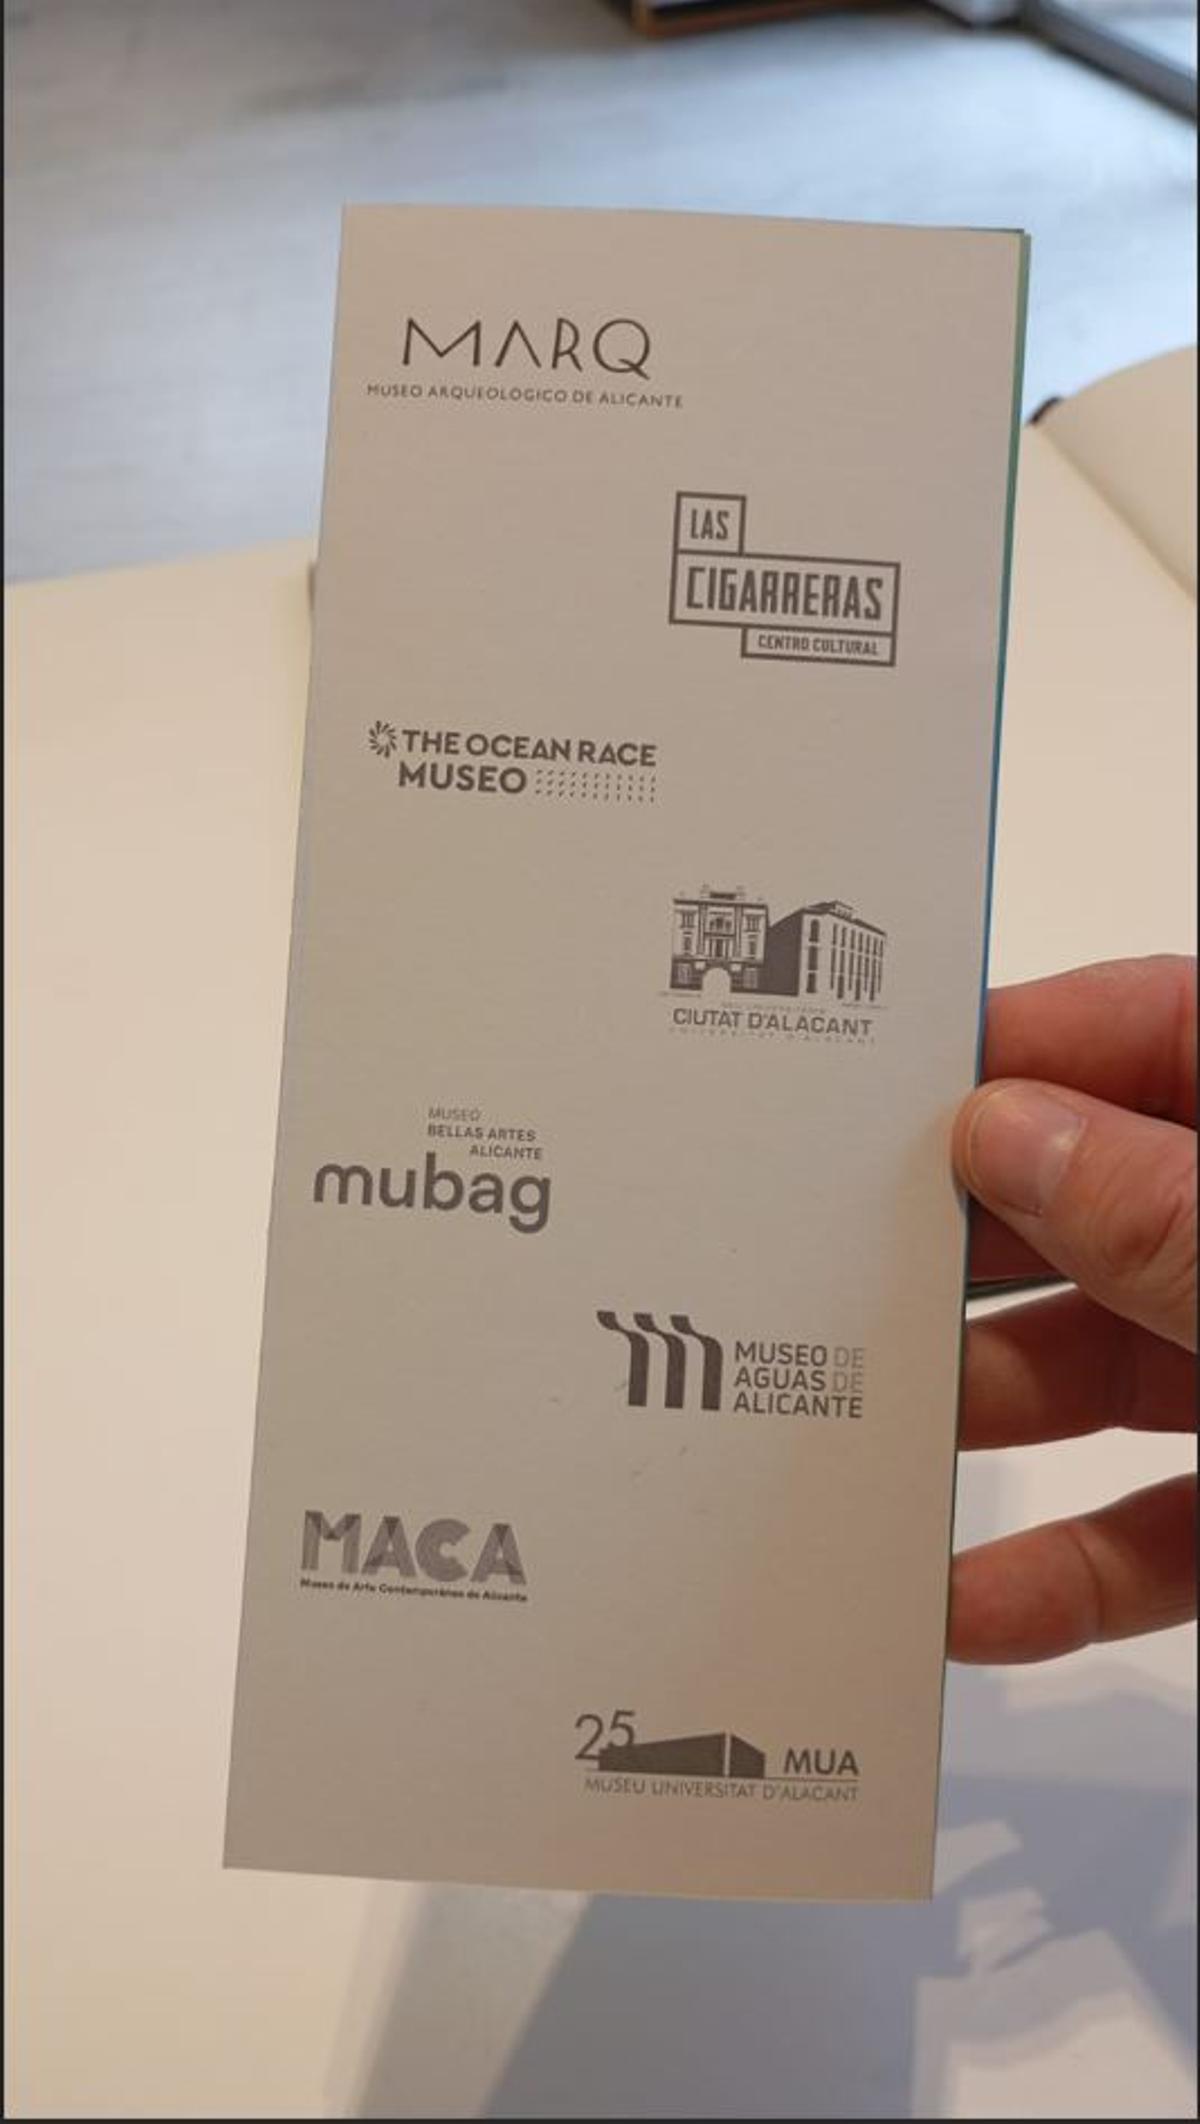 MARQ
MUSEO ARQUEOLOGICO DE ALICANTE
LAS
CIGARRERAS
CENTRO CULTURAL
THE OCEAN RACE
MUSEO
CIUTAT D'ALACANT
MUSEO
BELLAS ARTES
ALICANTE
mubag
MUSEO DE
AGUAS DE
ALICANTE
MACA
Museo de Arte Contemporáneo de Alicante
25
MUA
MUSEU UNIVERSITAT D'ALACANT